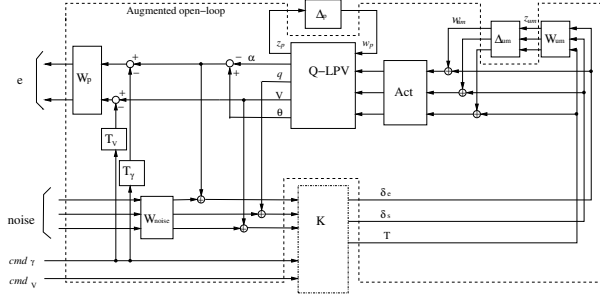 Augmented open-loop
Δp
zp
wp
wum
zum
Δum
Wum
e
Wp
α
q
V
θ
Q-LPV
Act
TV
Tγ
noise
Wnoise
K
δe
δs
T
cmd γ
cmd V